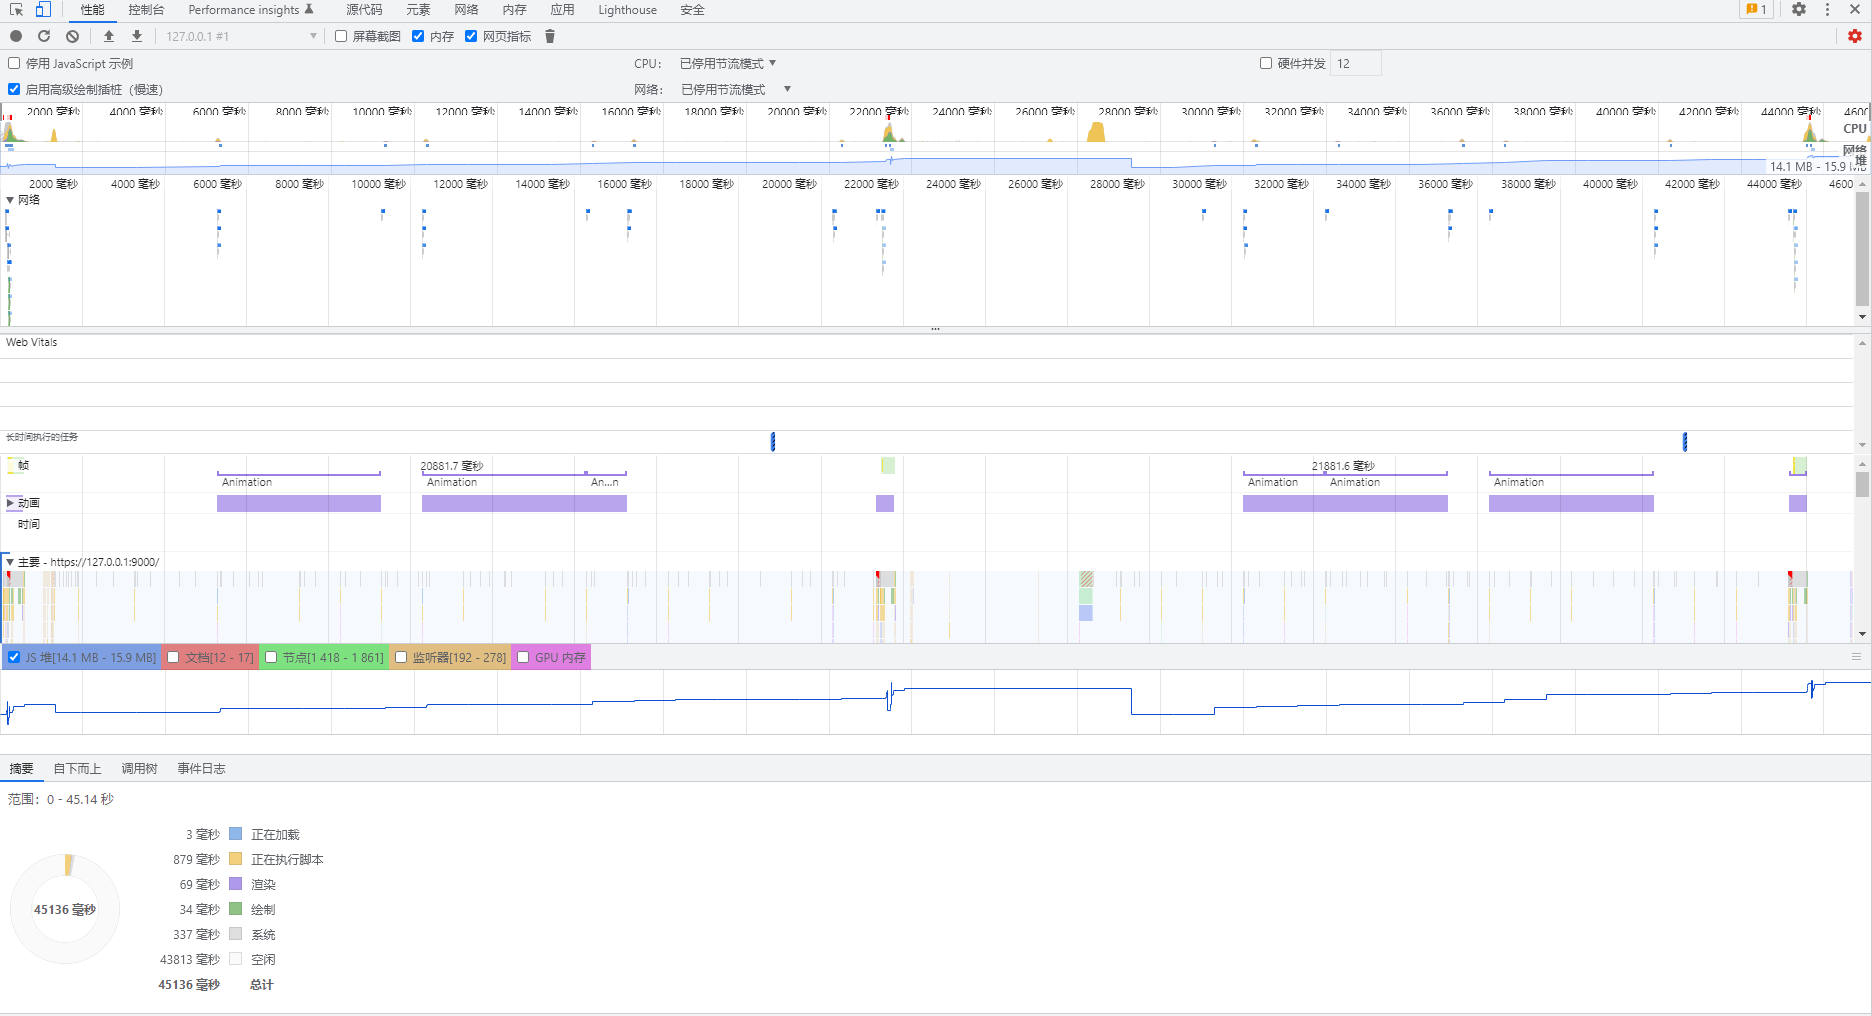 性能 控制台 Performance insights 源代码 元素 网络 内存 应用 Lighthouse 安全 1
127.0.0.1 #1 屏幕截图 内存 网页指标
停用 JavaScript 示例 CPU： 已停用节流模式 硬件并发 12
启用高级绘制插桩（慢速） 网络： 已停用节流模式
2000 毫秒 4000 毫秒 6000 毫秒 8000 毫秒 10000 毫秒 12000 毫秒 14000 毫秒 16000 毫秒 18000 毫秒 20000 毫秒 22000 毫秒 24000 毫秒 26000 毫秒 28000 毫秒 30000 毫秒 32000 毫秒 34000 毫秒 36000 毫秒 38000 毫秒 40000 毫秒 42000 毫秒 44000 毫秒 4600
CPU
网络
堆
14.1 MB - 15.9 MB
2000 毫秒 4000 毫秒 6000 毫秒 8000 毫秒 10000 毫秒 12000 毫秒 14000 毫秒 16000 毫秒 18000 毫秒 20000 毫秒 22000 毫秒 24000 毫秒 26000 毫秒 28000 毫秒 30000 毫秒 32000 毫秒 34000 毫秒 36000 毫秒 38000 毫秒 40000 毫秒 42000 毫秒 44000 毫秒 4600
网络
...
Web Vitals
长时间执行的任务
帧 20881.7 毫秒 21881.6 毫秒
Animation Animation An...n Animation Animation Animation
动画
时间
主要 - https://127.0.0.1:9000/
JS 堆[14.1 MB - 15.9 MB] 文档[12 - 17] 节点[1 418 - 1 861] 监听器[192 - 278] GPU 内存
摘要 自下而上 调用树 事件日志
范围：0 - 45.14 秒
3 毫秒 正在加载
879 毫秒 正在执行脚本
69 毫秒 渲染
34 毫秒 绘制
337 毫秒 系统
43813 毫秒 空闲
45136 毫秒 总计
45136 毫秒